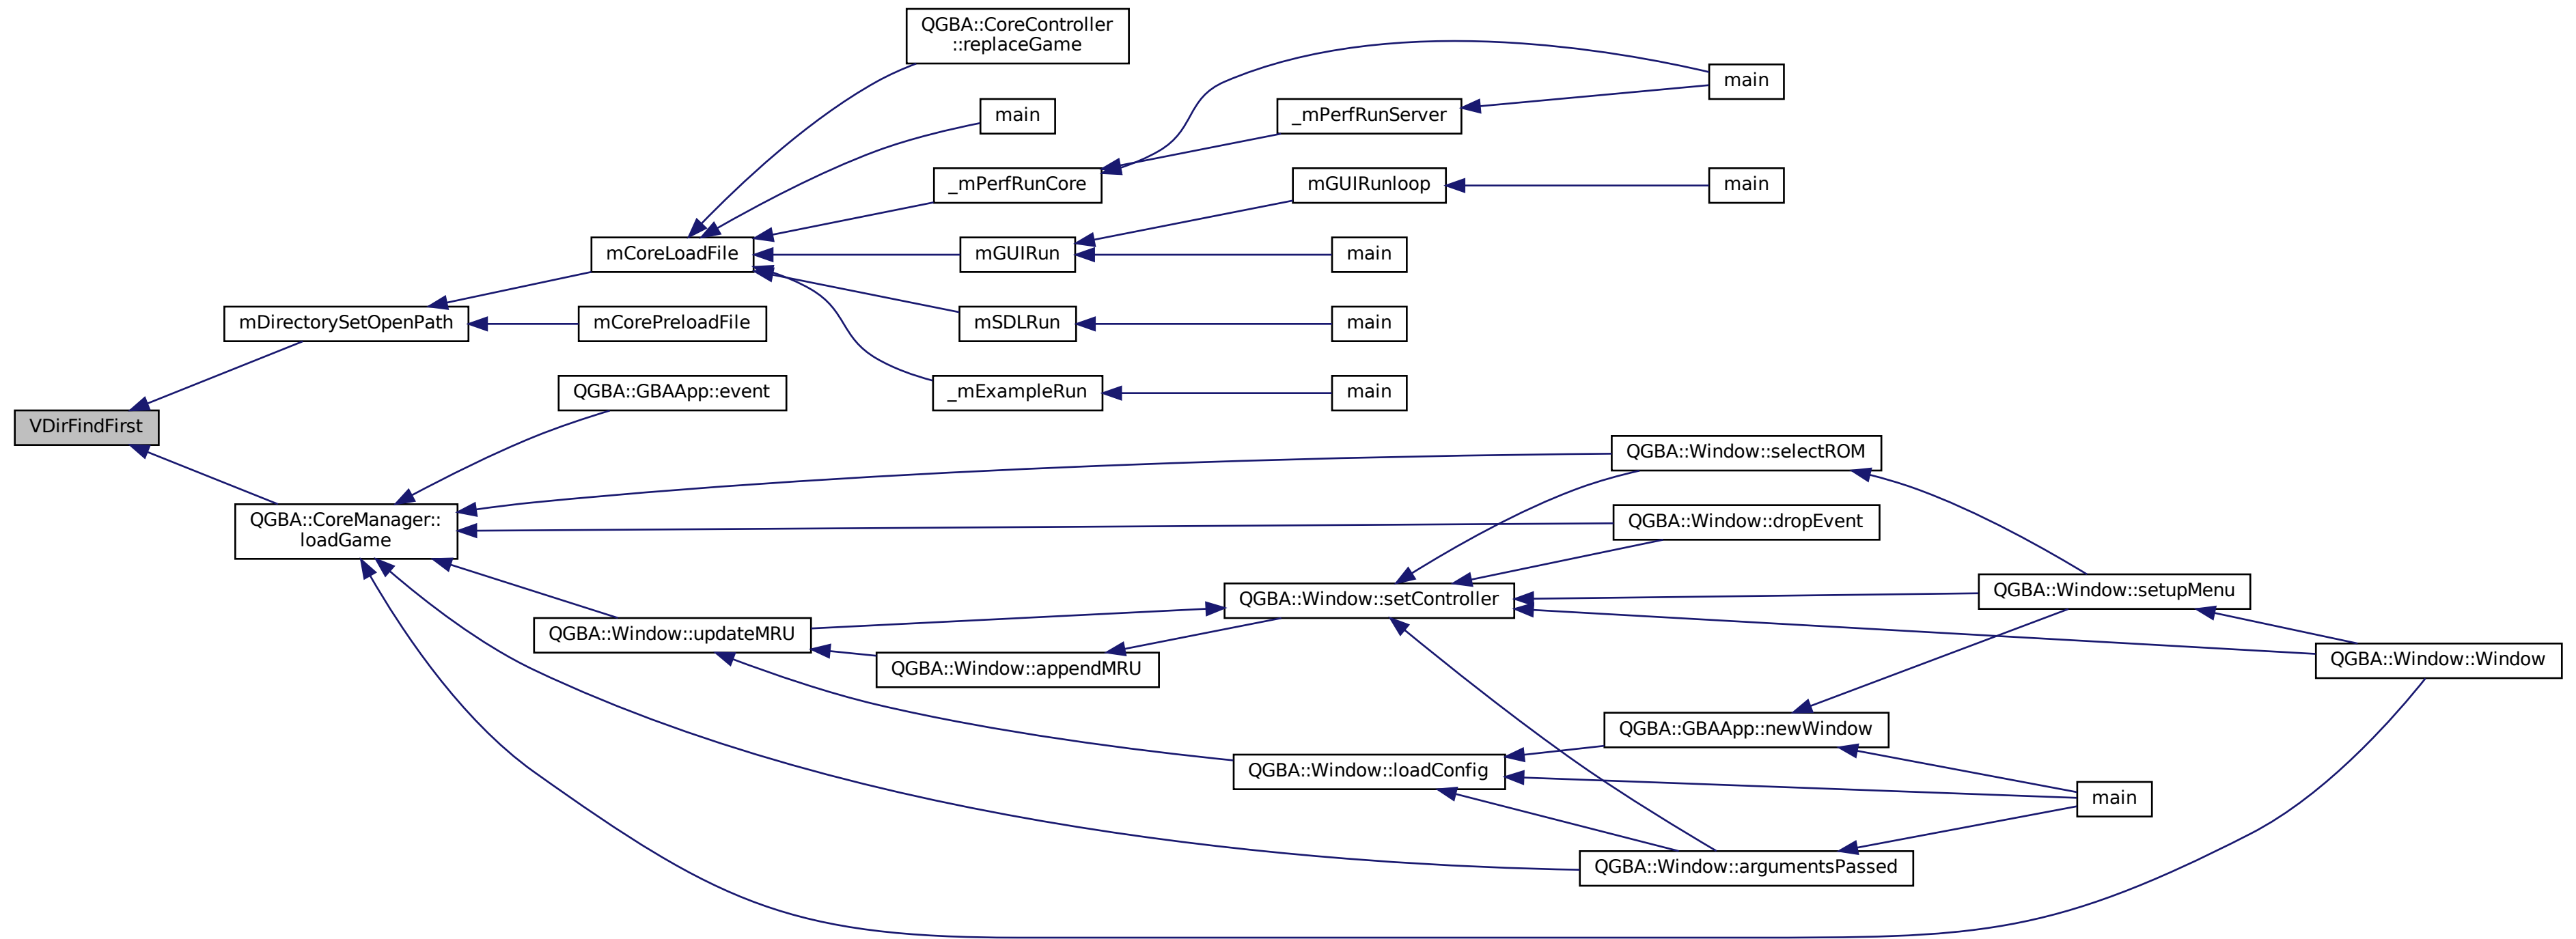 QGBA::CoreController
::replaceGame
main
main
_mPerfRunServer
_mPerfRunCore
mGUIRunloop
main
mCoreLoadFile
mGUIRun
main
mDirectorySetOpenPath
mCorePreloadFile
mSDLRun
main
QGBA::GBAApp::event
_mExampleRun
main
VDirFindFirst
QGBA::Window::selectROM
QGBA::CoreManager::
loadGame
QGBA::Window::dropEvent
QGBA::Window::setController
QGBA::Window::setupMenu
QGBA::Window::updateMRU
QGBA::Window::appendMRU
QGBA::Window::Window
QGBA::GBAApp::newWindow
QGBA::Window::loadConfig
main
QGBA::Window::argumentsPassed